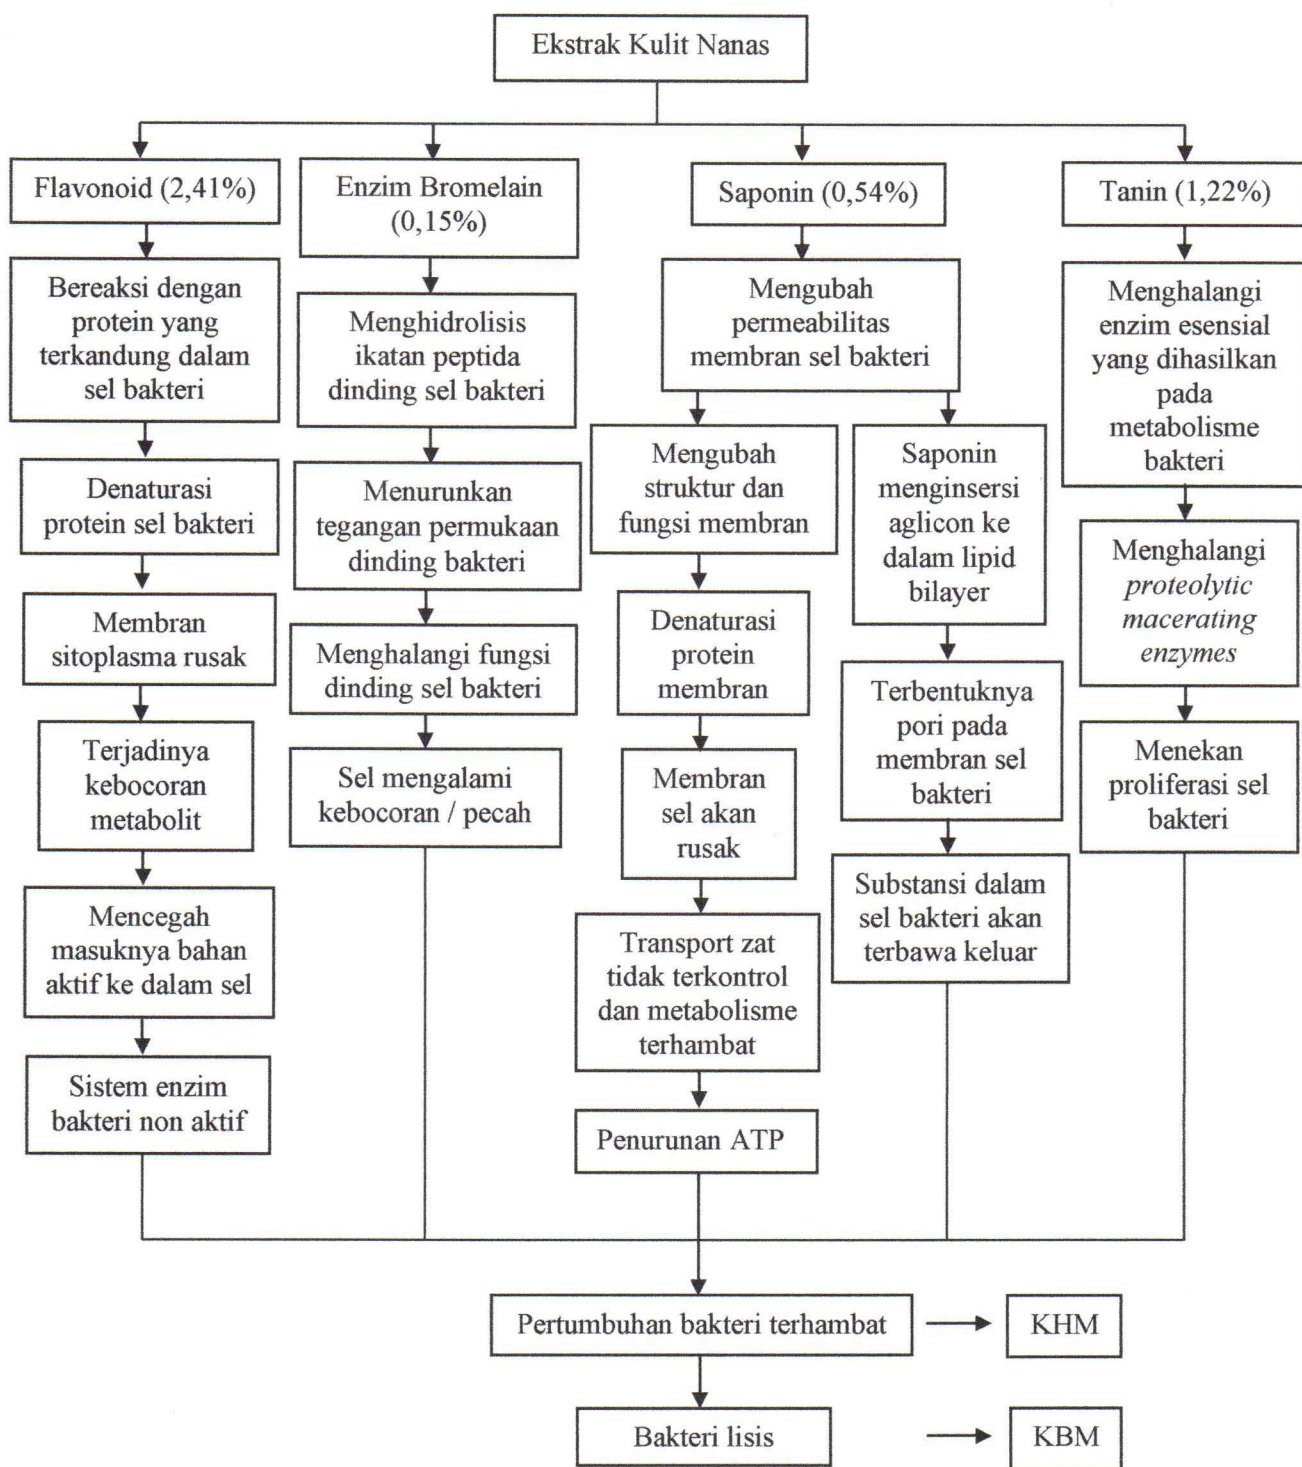 Ekstrak Kulit Nanas
Flavonoid (2,41%)
Bereaksi dengan
protein yang
terkandung dalam
sel bakteri
Denaturasi
protein sel bakteri
Membran
sitoplasma rusak
Terjadinya
kebocoran
metabolit
Mencegah
masuknya bahan
aktif ke dalam sel
Sistem enzim
bakteri non aktif
Enzim Bromelain
(0,15%)
Menghidrolisis
ikatan peptida
dinding sel bakteri
Menurunkan
tegangan permukaan
dinding bakteri
Menghalangi fungsi
dinding sel bakteri
Sel mengalami
kebocoran / pecah
Saponin (0,54%)
Mengubah
permeabilitas
membran sel bakteri
Mengubah
struktur dan
fungsi membran
Denaturasi
protein
membran
Membran
sel akan
rusak
Transport zat
tidak terkontrol
dan metabolisme
terhambat
Penurunan ATP
Saponin
menginsersi
aglicon ke
dalam lipid
bilayer
Terbentuknya
pori pada
membran sel
bakteri
Substansi dalam
sel bakteri akan
terbawa keluar
Tanin (1,22%)
Menghalangi
enzim esensial
yang dihasilkan
pada
metabolisme
bakteri
Menghalangi
proteolytic
macerating
enzymes
Menekan
proliferasi sel
bakteri
Pertumbuhan bakteri terhambat
KHM
Bakteri lisis
KBM